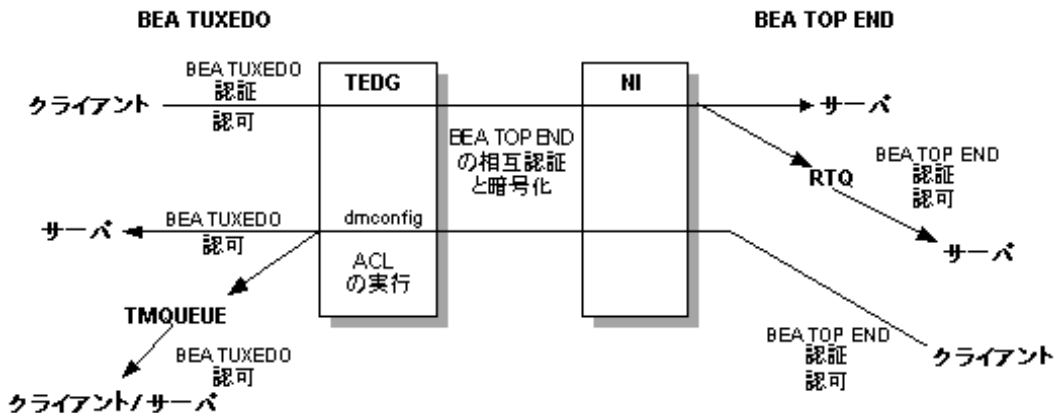 BEA TUXEDO
BEA TOP END
BEA TUXEDO
認証
認可
クライアント
TEDG
NI
サーバ
BEA TOP END
の相互認証
と暗号化
RTQ
BEA TOP END
認証
認可
サーバ
BEA TUXEDO
認可
dmconfig
ACL
の実行
サーバ
TMQUEUE
BEA TUXEDO
認可
クライアント/サーバ
BEA TOP END
認証
認可
クライアント